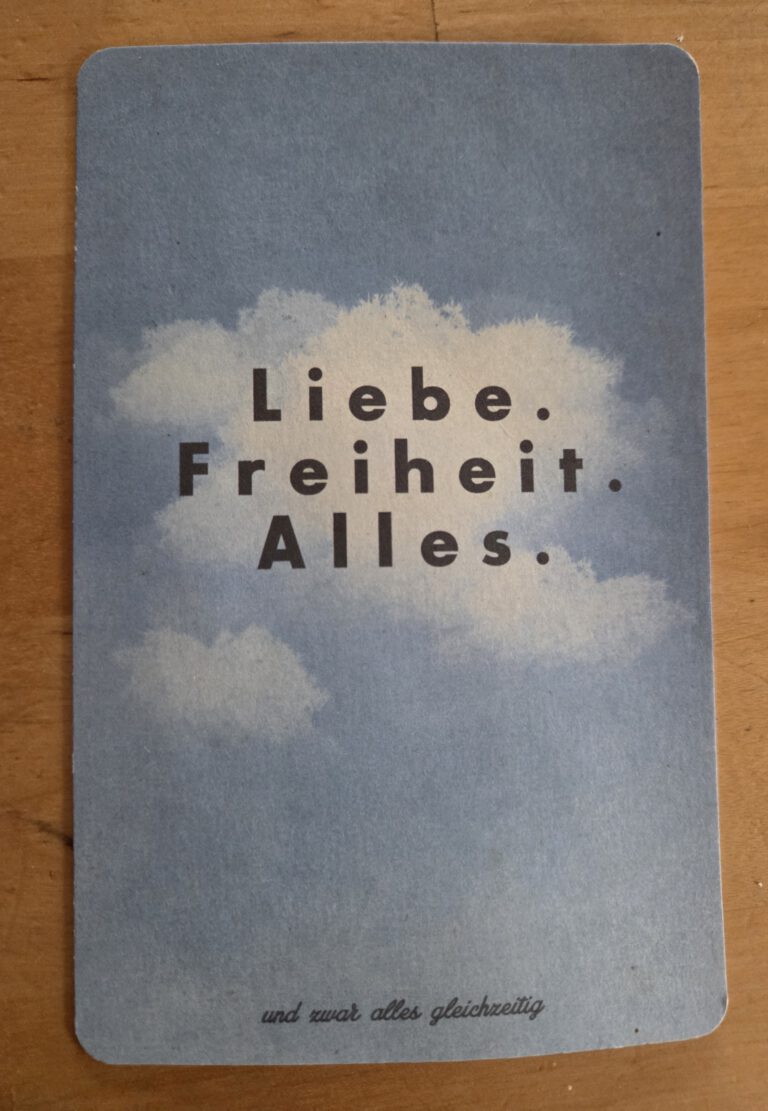 Liebe.
Freiheit.
Alles.
und zwar alles gleichzeitig